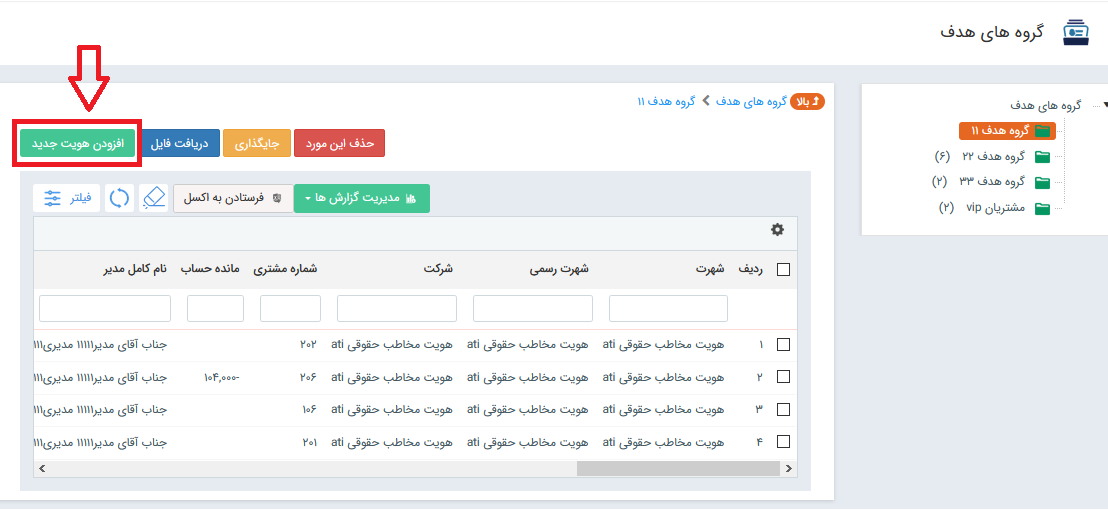 گروه های هدف
گروه های هدف
گروه هدف ۱۱
گروه هدف ۲۲ (۶)
گروه هدف ۳۳ (۲)
مشتریان vip (۲)
بالا گروه های هدف گروه هدف ۱۱
حذف این مورد جایگذاری دریافت فایل افزودن هویت جدید
مدیریت گزارش ها فرستادن به اکسل فیلتر
ردیف شهرت شهرت رسمی شرکت شماره مشتری مانده حساب نام کامل مدیر
۱ هویت مخاطب حقوقی ati هویت مخاطب حقوقی ati هویت مخاطب حقوقی ati ۲۰۲ جناب آقای مدیر۱۱۱۱۱ مدیری۱۱۱
۲ هویت مخاطب حقوقی ati هویت مخاطب حقوقی ati هویت مخاطب حقوقی ati ۲۰۶ -۱۰۴,۰۰۰ جناب آقای مدیر۱۱۱۱۱ مدیری۱۱۱
۳ هویت مخاطب حقوقی ati هویت مخاطب حقوقی ati هویت مخاطب حقوقی ati ۱۰۶ جناب آقای مدیر۱۱۱۱۱ مدیری۱۱۱
۴ هویت مخاطب حقوقی ati هویت مخاطب حقوقی ati هویت مخاطب حقوقی ati ۲۰۱ جناب آقای مدیر۱۱۱۱۱ مدیری۱۱۱